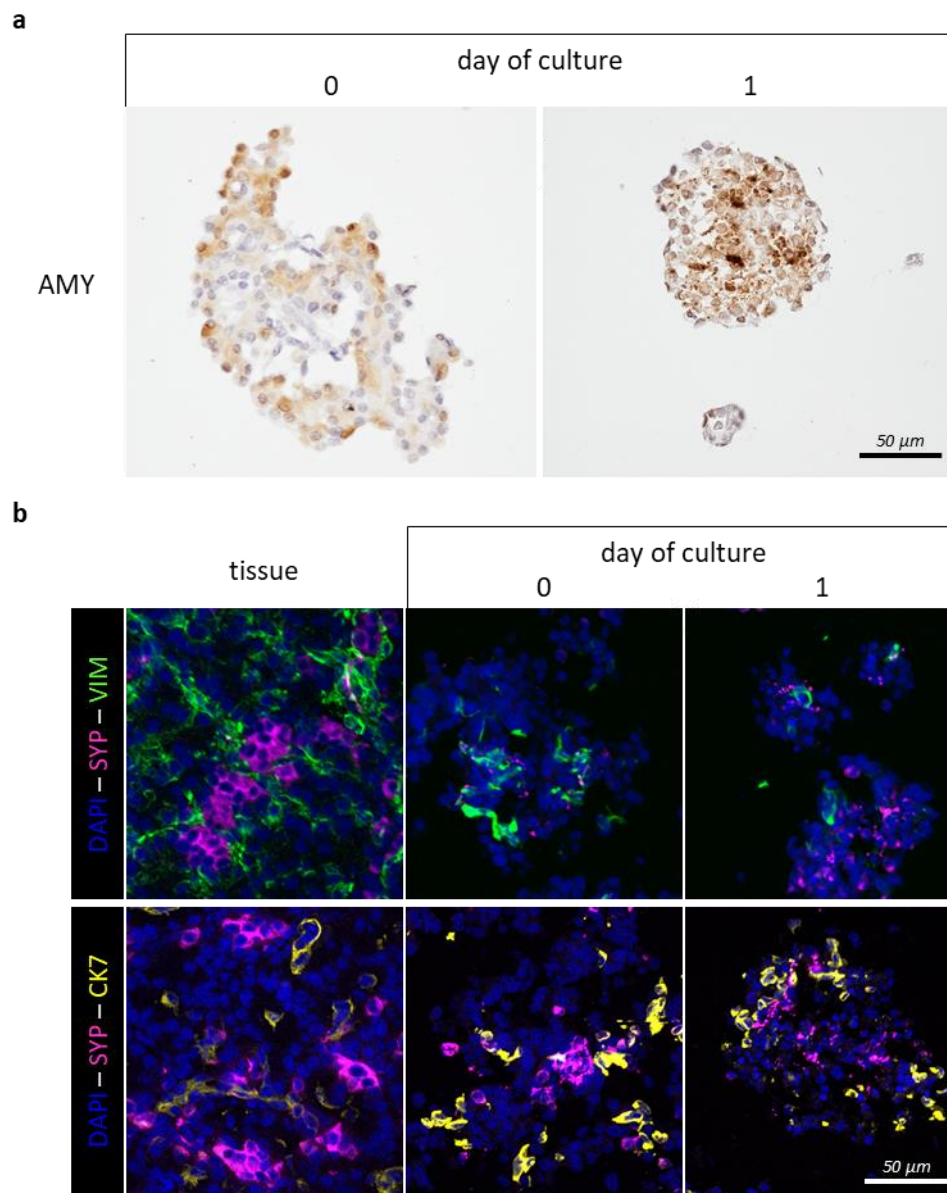 a
day of culture
0 1
AMY
50 µm
b
tissue
day of culture
0 1
DAPI – SYP – VIM
DAPI – SYP – CK7
50 µm